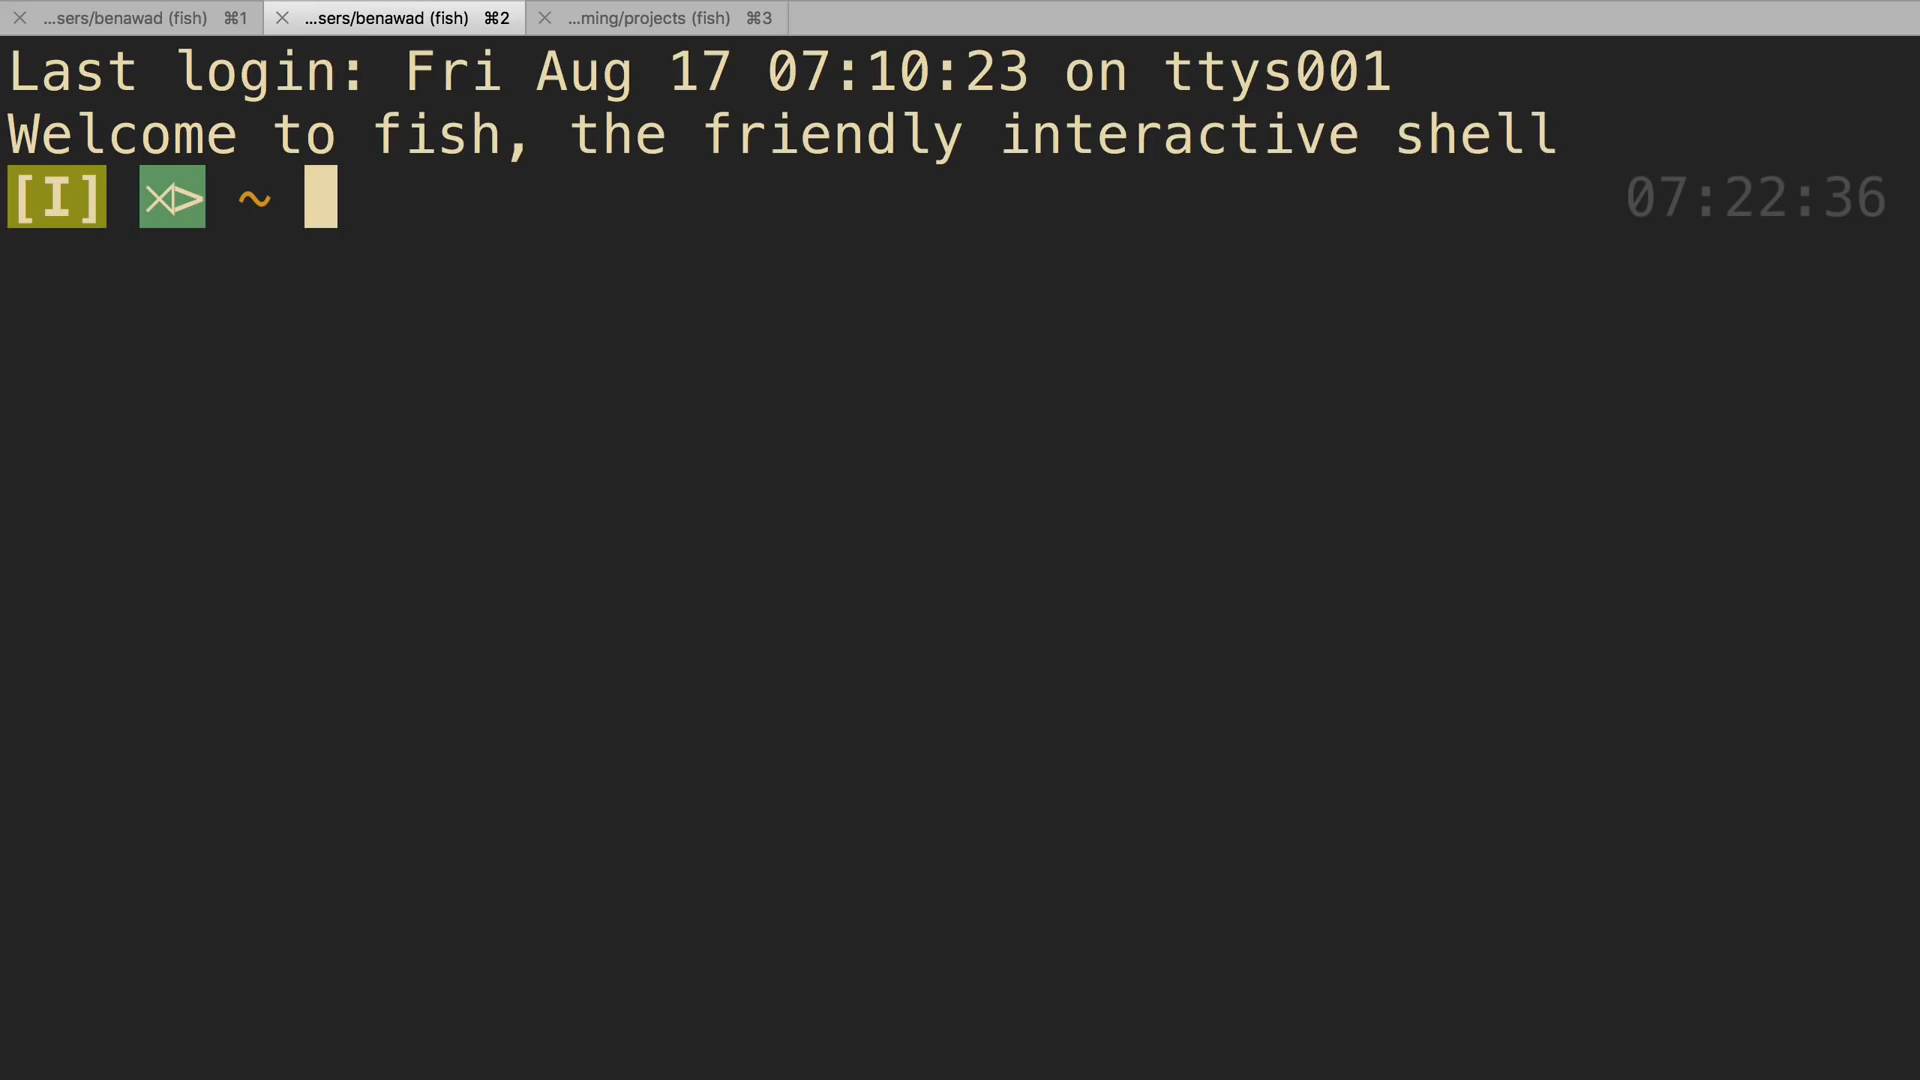 ...sers/benawad (fish) ⌘1 ...sers/benawad (fish) ⌘2 ...ming/projects (fish) ⌘3
Last login: Fri Aug 17 07:10:23 on ttys001
Welcome to fish, the friendly interactive shell
[I] ⋊> ~ 07:22:36